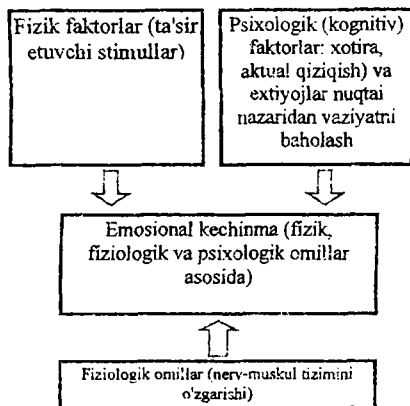 Fizik faktorlar (ta'sir
etuvchi stimullar)
Psixologik (kognitiv)
faktorlar: xotira,
aktual qiziqish) va
extiyojlar nuqtai
nazaridan vaziyatni
baholash
Emosional kechinma (fizik,
fiziologik va psixologik omillar
asosida)
Fiziologik omillar (nerv-muskul tizimini
o'zgarishi)